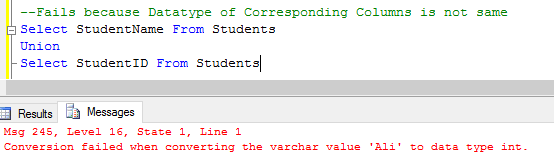 --Fails because Datatype of Corresponding Columns is not same
Select StudentName From Students
Union
Select StudentID From Students
Results Messages
Msg 245, Level 16, State 1, Line 1
Conversion failed when converting the varchar value 'Ali' to data type int.